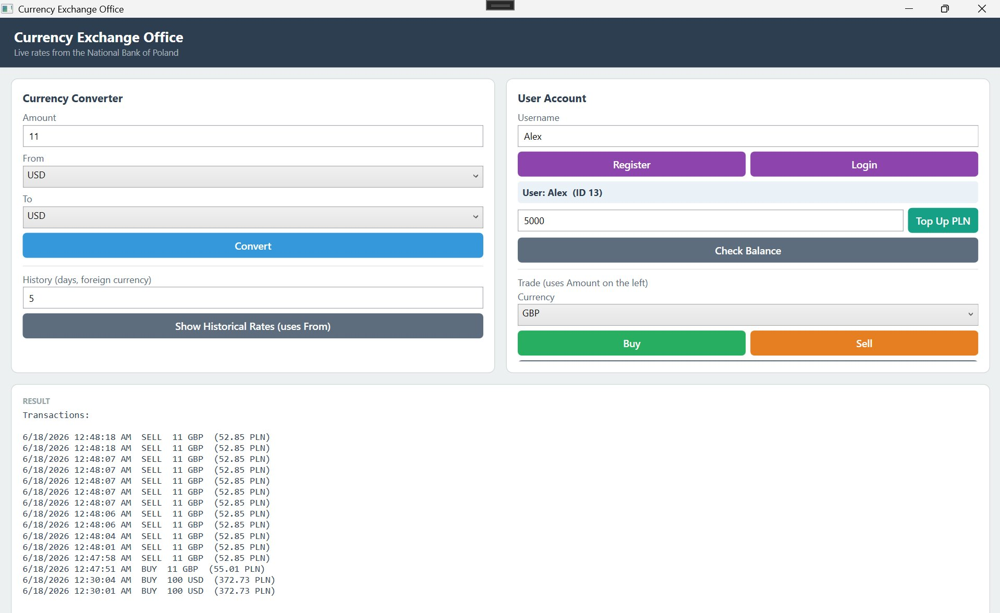 Currency Exchange Office
Currency Exchange Office
Live rates from the National Bank of Poland
Currency Converter
Amount
11
From
USD
To
USD
Convert
History (days, foreign currency)
5
Show Historical Rates (uses From)
User Account
Username
Alex
Register
Login
User: Alex  (ID 13)
5000
Top Up PLN
Check Balance
Trade (uses Amount on the left)
Currency
GBP
Buy
Sell
RESULT
Transactions:
6/18/2026 12:48:18 AM  SELL  11 GBP  (52.85 PLN)
6/18/2026 12:48:18 AM  SELL  11 GBP  (52.85 PLN)
6/18/2026 12:48:07 AM  SELL  11 GBP  (52.85 PLN)
6/18/2026 12:48:07 AM  SELL  11 GBP  (52.85 PLN)
6/18/2026 12:48:07 AM  SELL  11 GBP  (52.85 PLN)
6/18/2026 12:48:07 AM  SELL  11 GBP  (52.85 PLN)
6/18/2026 12:48:07 AM  SELL  11 GBP  (52.85 PLN)
6/18/2026 12:48:06 AM  SELL  11 GBP  (52.85 PLN)
6/18/2026 12:48:06 AM  SELL  11 GBP  (52.85 PLN)
6/18/2026 12:48:04 AM  SELL  11 GBP  (52.85 PLN)
6/18/2026 12:48:01 AM  SELL  11 GBP  (52.85 PLN)
6/18/2026 12:47:58 AM  SELL  11 GBP  (52.85 PLN)
6/18/2026 12:47:51 AM  BUY  11 GBP  (55.01 PLN)
6/18/2026 12:30:04 AM  BUY  100 USD  (372.73 PLN)
6/18/2026 12:30:01 AM  BUY  100 USD  (372.73 PLN)